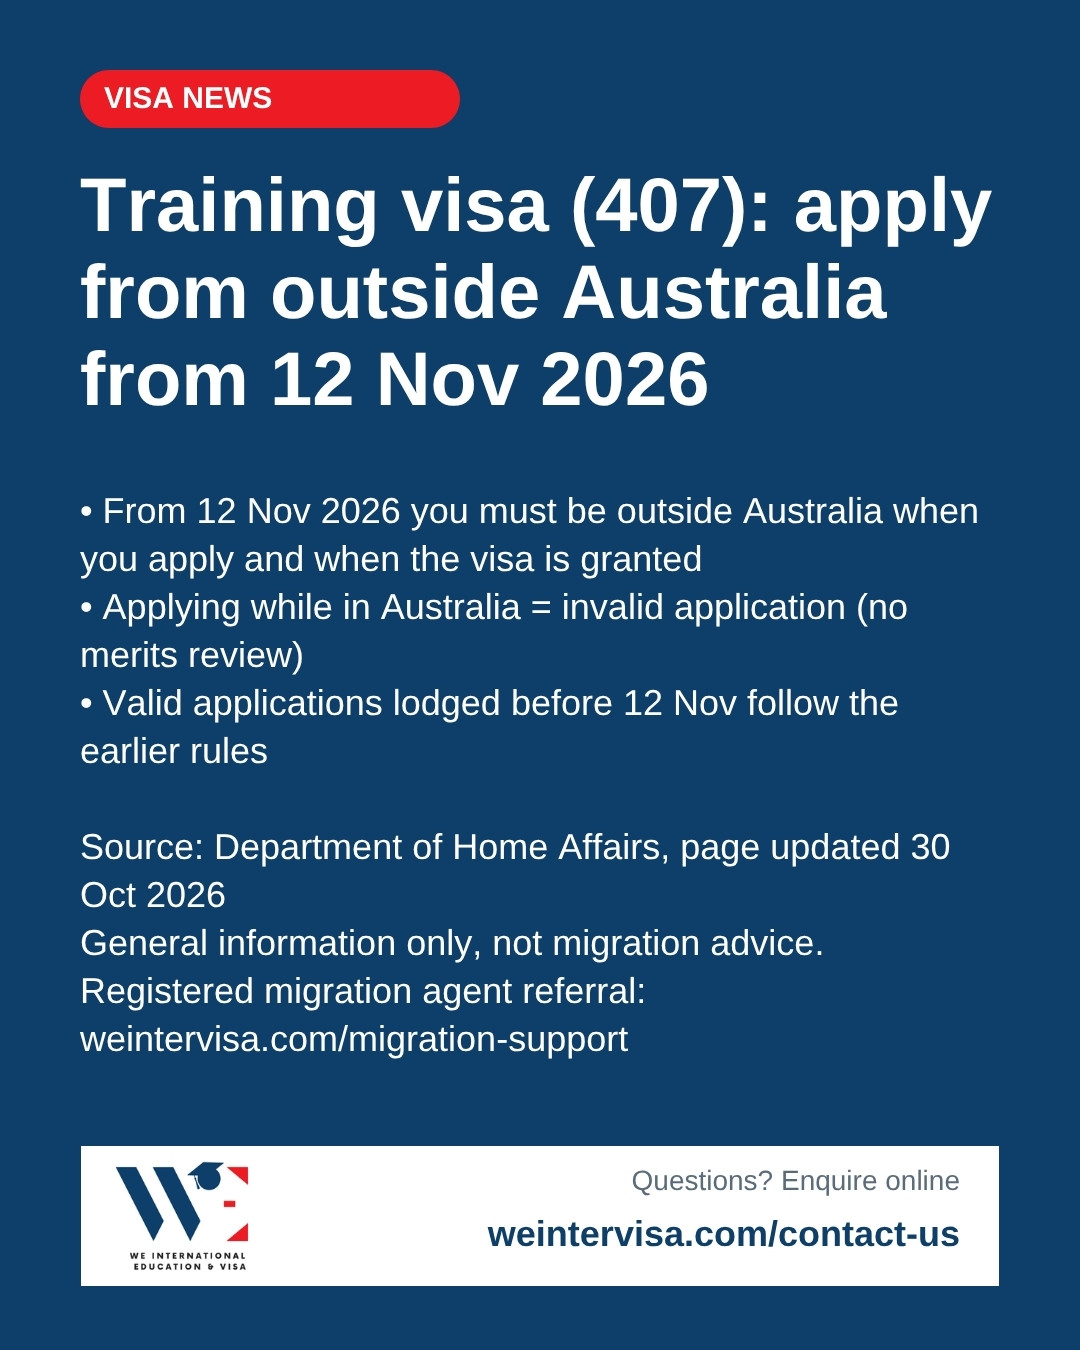 VISA NEWS
Training visa (407): apply
from outside Australia
from 12 Nov 2026
• From 12 Nov 2026 you must be outside Australia when
you apply and when the visa is granted
• Applying while in Australia = invalid application (no
merits review)
• Valid applications lodged before 12 Nov follow the
earlier rules
Source: Department of Home Affairs, page updated 30
Oct 2026
General information only, not migration advice.
Registered migration agent referral:
weintervisa.com/migration-support
WE
WE INTERNATIONAL
EDUCATION & VISA
Questions? Enquire online
weintervisa.com/contact-us